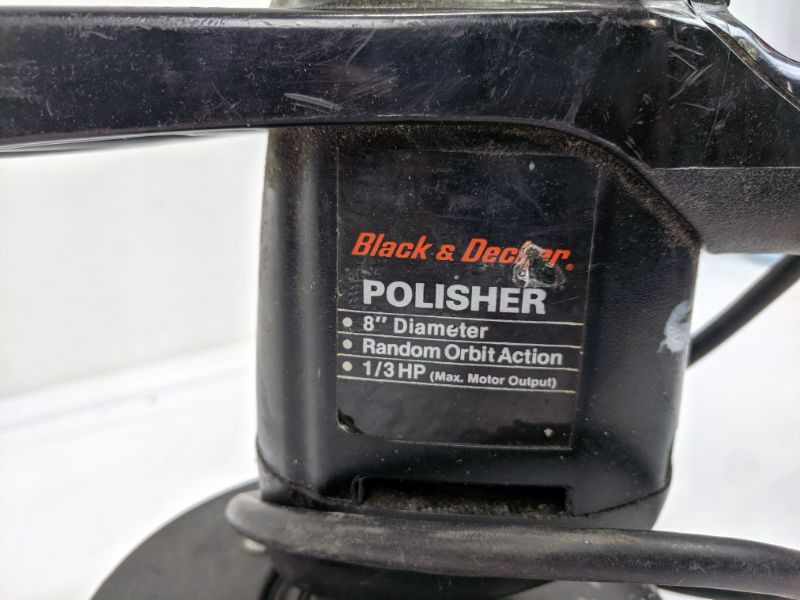 Black & Decker®
POLISHER
• 8" Diameter
• Random Orbit Action
• 1/3 HP (Max. Motor Output)